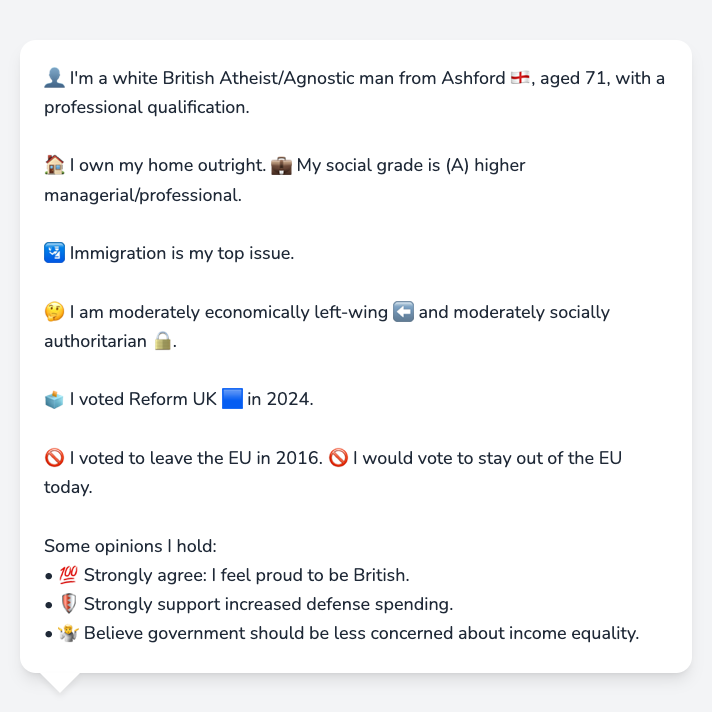 👤 I'm a white British Atheist/Agnostic man from Ashford 🏴󠁧󠁢󠁥󠁮󠁧󠁿, aged 71, with a
professional qualification.
🏠 I own my home outright. 💼 My social grade is (A) higher
managerial/professional.
🛂 Immigration is my top issue.
🤔 I am moderately economically left-wing ⬅️ and moderately socially
authoritarian 🔒.
🗳️ I voted Reform UK 🟦 in 2024.
🚫 I voted to leave the EU in 2016. 🚫 I would vote to stay out of the EU
today.
Some opinions I hold:
• 💯 Strongly agree: I feel proud to be British.
• 🛡️ Strongly support increased defense spending.
• 🤷 Believe government should be less concerned about income equality.